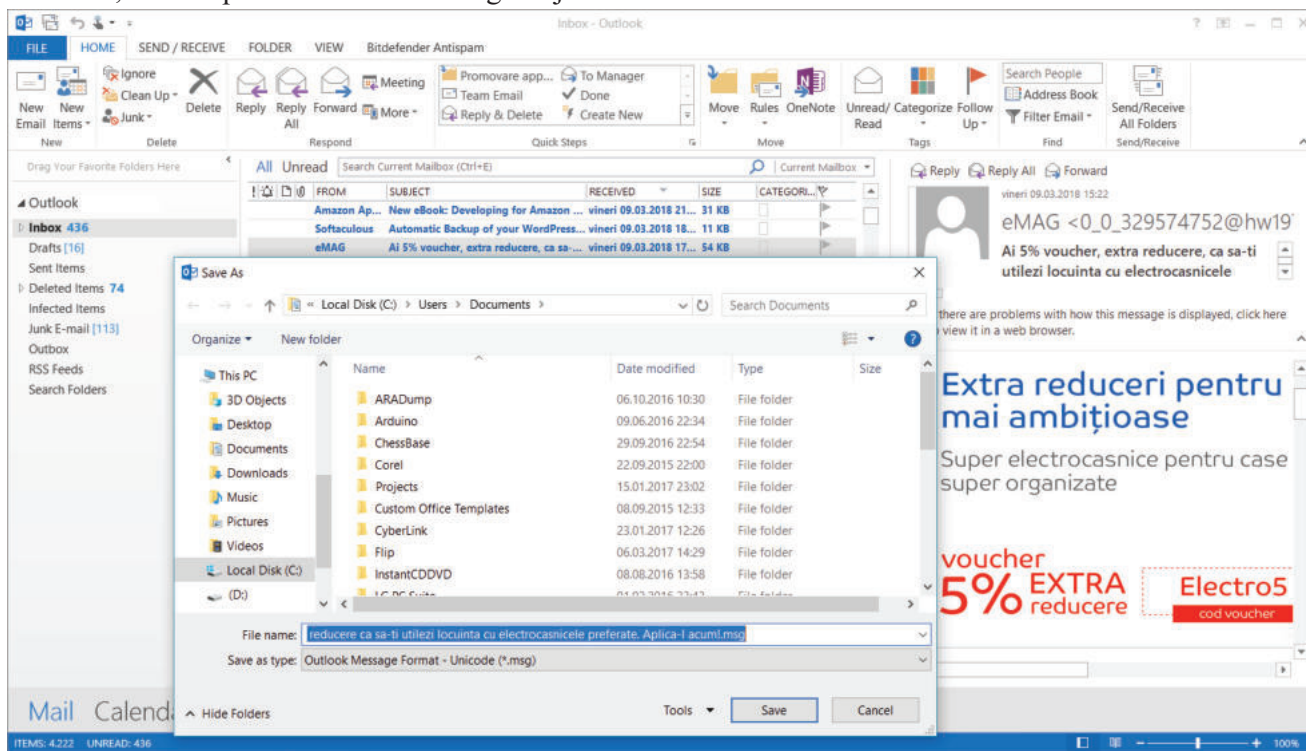 Inbox - Outlook
FILE HOME SEND / RECEIVE FOLDER VIEW Bitdefender Antispam
New Email
New Items
New
Ignore
Clean Up
Junk
Delete
Delete
Reply
Reply All
Forward
Meeting
More
Respond
Promovare app...
To Manager
Team Email
Done
Reply & Delete
Create New
Quick Steps
Move
Rules
OneNote
Move
Unread/ Read
Categorize
Follow Up
Tags
Search People
Address Book
Filter Email
Find
Send/Receive All Folders
Send/Receive
Drag Your Favorite Folders Here
Outlook
Inbox 436
Drafts [16]
Sent Items
Deleted Items 74
Infected Items
Junk E-mail [113]
Outbox
RSS Feeds
Search Folders
All Unread Search Current Mailbox (Ctrl+E) Current Mailbox
FROM SUBJECT RECEIVED SIZE CATEGORI...
Amazon Ap... New eBook: Developing for Amazon ... vineri 09.03.2018 21... 31 KB
Softaculous Automatic Backup of your WordPress... vineri 09.03.2018 18... 11 KB
eMAG Ai 5% voucher, extra reducere, ca sa-... vineri 09.03.2018 17... 54 KB
Reply Reply All Forward
vineri 09.03.2018 15:22
eMAG <0_0_329574752@hw19
Ai 5% voucher, extra reducere, ca sa-ti
utilezi locuinta cu electrocasnicele
there are problems with how this message is displayed, click here
view it in a web browser.
Extra reduceri pentru
mai ambițioase
Super electrocasnice pentru case
super organizate
voucher
5% EXTRA reducere
Electro5
cod voucher
Save As
« Local Disk (C:) > Users > Documents > Search Documents
Organize New folder
This PC
3D Objects
Desktop
Documents
Downloads
Music
Pictures
Videos
Local Disk (C:)
(D:)
Name Date modified Type Size
ARADump 06.10.2016 10:30 File folder
Arduino 09.06.2016 22:34 File folder
ChessBase 29.09.2016 22:54 File folder
Corel 22.09.2015 22:00 File folder
Projects 15.01.2017 23:02 File folder
Custom Office Templates 08.09.2015 12:33 File folder
CyberLink 23.01.2017 12:26 File folder
Flip 06.03.2017 14:29 File folder
InstantCDDVD 08.08.2016 13:58 File folder
File name: reducere ca sa-ti utilezi locuinta cu electrocasnicele preferate. Aplica-l acum!.msg
Save as type: Outlook Message Format - Unicode (*.msg)
Hide Folders Tools Save Cancel
Mail Calend
ITEMS: 4.222 UNREAD: 436 100%